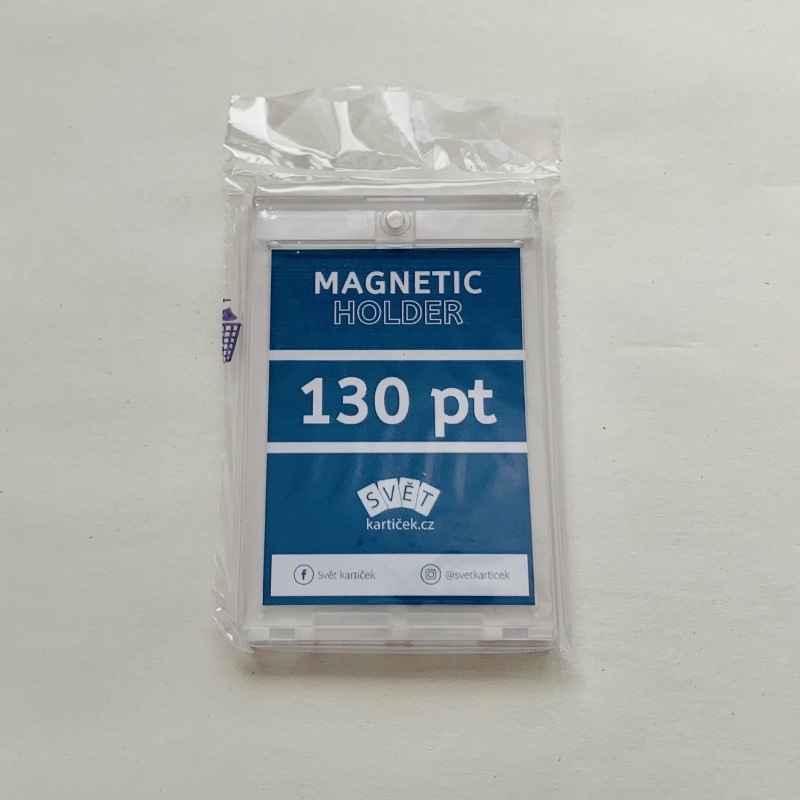 MAGNETIC
HOLDER
130 pt
SVĚT
kartiček.cz
Svět kartiček
@svetkarticek